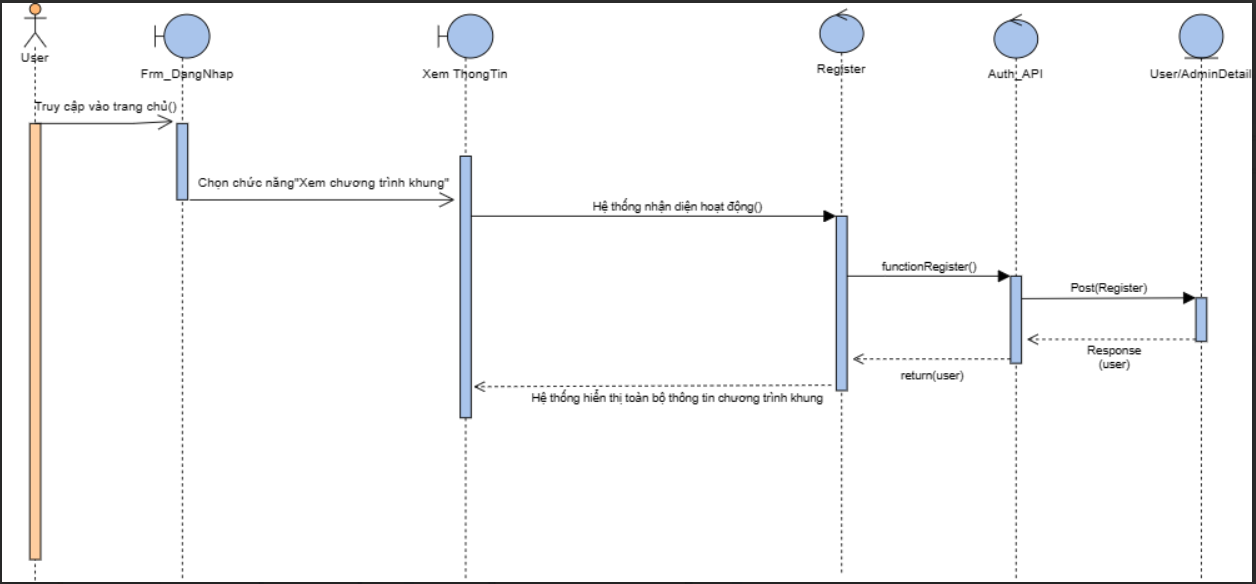 User
Frm_DangNhap
Xem ThongTin
Register
Auth_API
User/AdminDetail
Truy cập vào trang chủ()
Chọn chức năng"Xem chương trình khung"
Hệ thống nhận diện hoạt động()
functionRegister()
Post(Register)
Response
(user)
return(user)
Hệ thống hiển thị toàn bộ thông tin chương trình khung